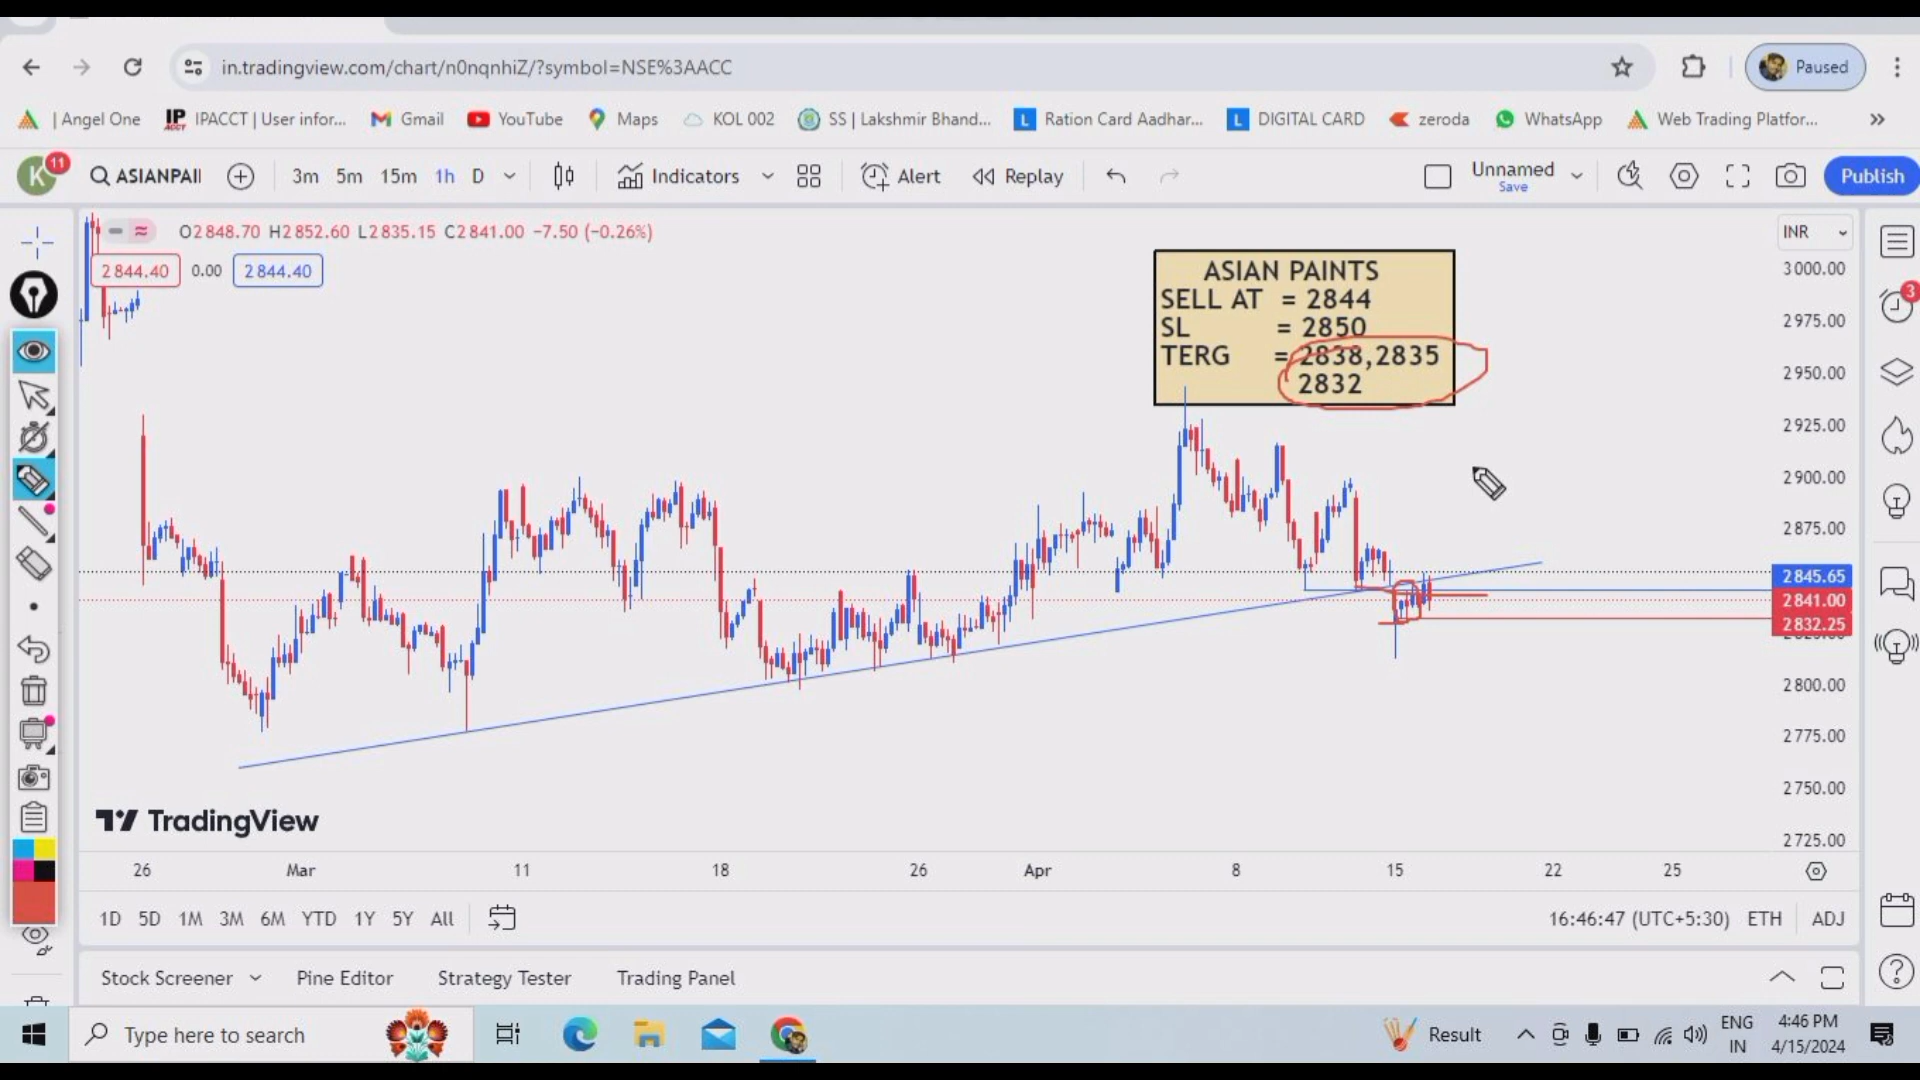 in.tradingview.com/chart/n0nqnhiZ/?symbol=NSE%3AACC
Paused
| Angel One
IPACCT | User infor...
Gmail
YouTube
Maps
KOL 002
SS | Lakshmir Bhand...
L Ration Card Aadhar...
L DIGITAL CARD
zeroda
WhatsApp
Web Trading Platfor...
K 11
ASIANPAII
3m 5m 15m 1h D
Indicators
Alert
Replay
Unnamed
Save
Publish
O2848.70 H2852.60 L2835.15 C2841.00 −7.50 (−0.26%)
2844.40 0.00 2844.40
INR
ASIAN PAINTS
SELL AT = 2844
SL = 2850
TERG = 2838,2835
2832
3000.00
2975.00
2950.00
2925.00
2900.00
2875.00
2845.65
2841.00
2832.25
2800.00
2775.00
2750.00
2725.00
3
TradingView
26 Mar 11 18 26 Apr 8 15 22 25
1D 5D 1M 3M 6M YTD 1Y 5Y All
16:46:47 (UTC+5:30) ETH ADJ
Stock Screener Pine Editor Strategy Tester Trading Panel
Type here to search
Result
ENG
IN
4:46 PM
4/15/2024